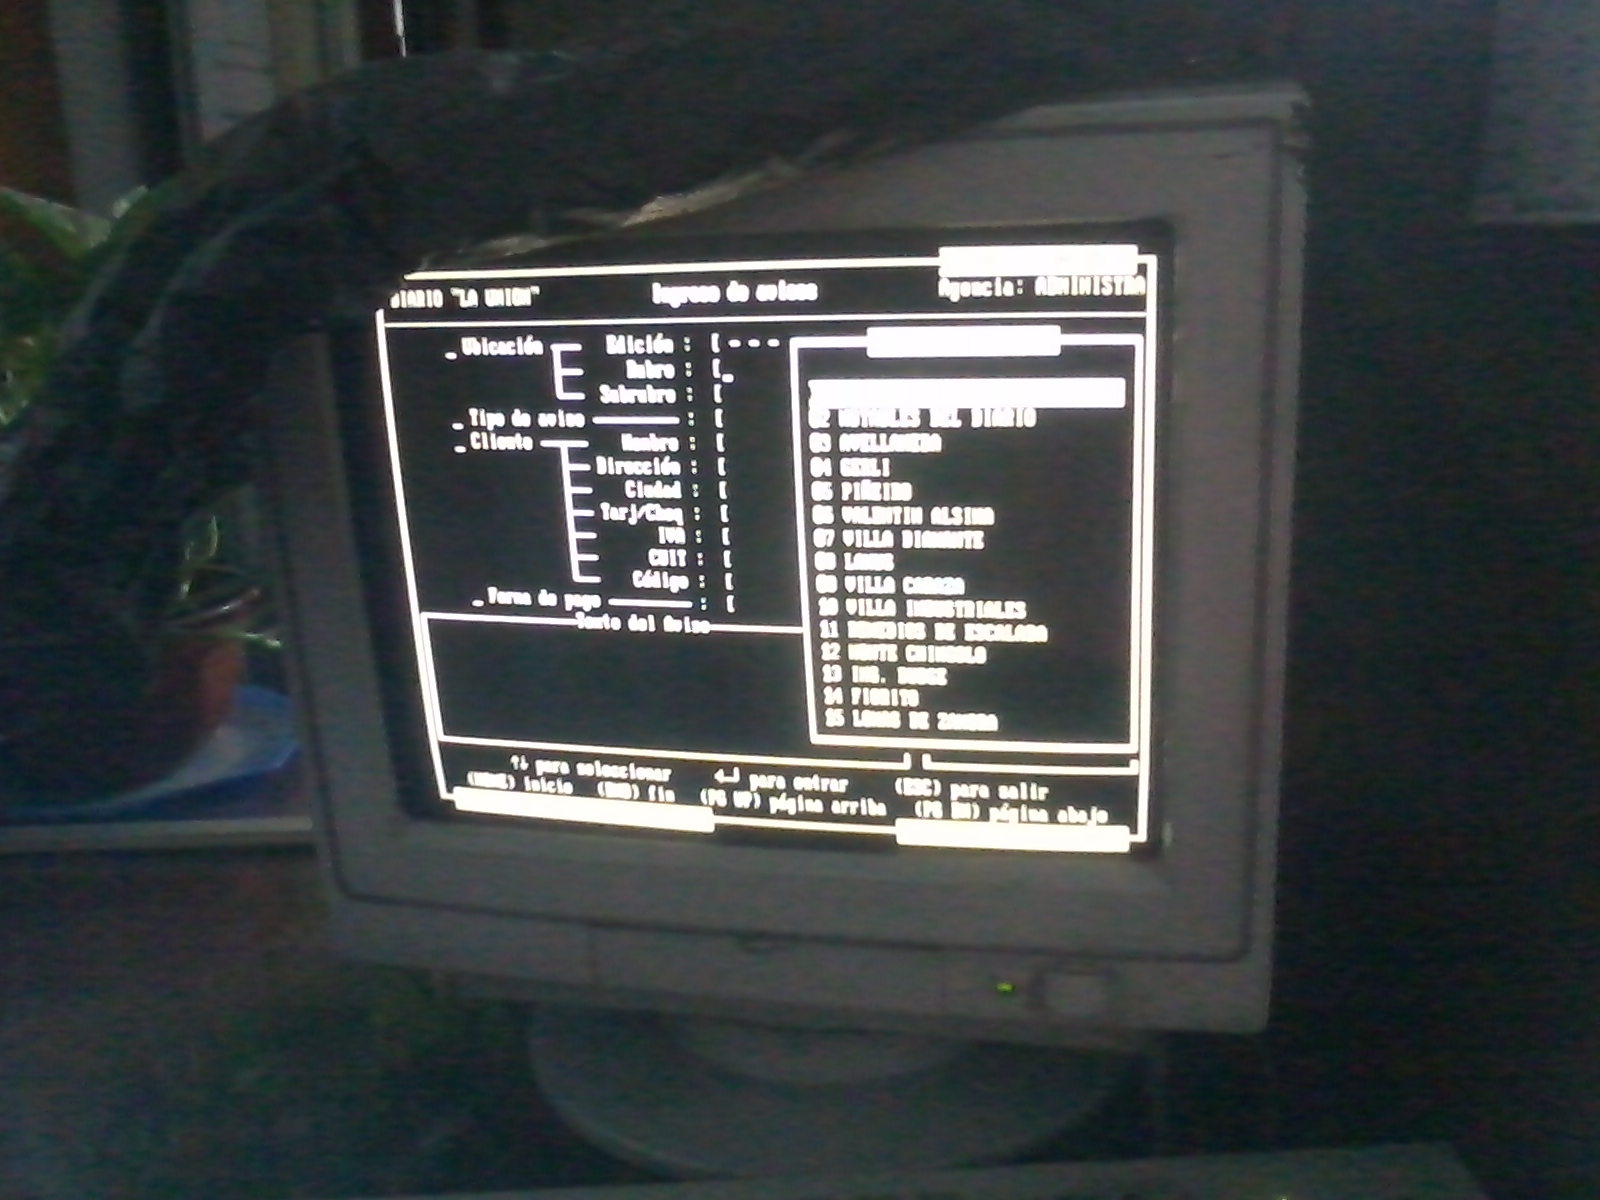 DIARIO "LA UNION" Ingreso de avisos Agencia: ADMINISTRA
_ Ubicación Edición : [
Rubro : [_
Subrubro : [
_ Tipo de aviso : [
_ Cliente Nombre : [
Dirección : [
Ciudad : [
Tarj/Cheq : [
IVA : [
CUIT : [
Código : [
_ Forma de pago : [
Texto del Aviso
02 NOTABLES DEL DIARIO
03 AVELLANEDA
04 GERLI
05 PIÑEIRO
06 VALENTIN ALSINA
07 VILLA DIAMANTE
08 LANUS
09 VILLA CARAZA
10 VILLA INDUSTRIALES
11 REMEDIOS DE ESCALADA
12 MONTE CHINGOLO
13 ING. BUDGE
14 FIORITO
15 LOMAS DE ZAMORA
↑↓ para seleccionar ←┘ para entrar (ESC) para salir
(HOME) inicio (END) fin (PG UP) página arriba (PG DN) página abajo